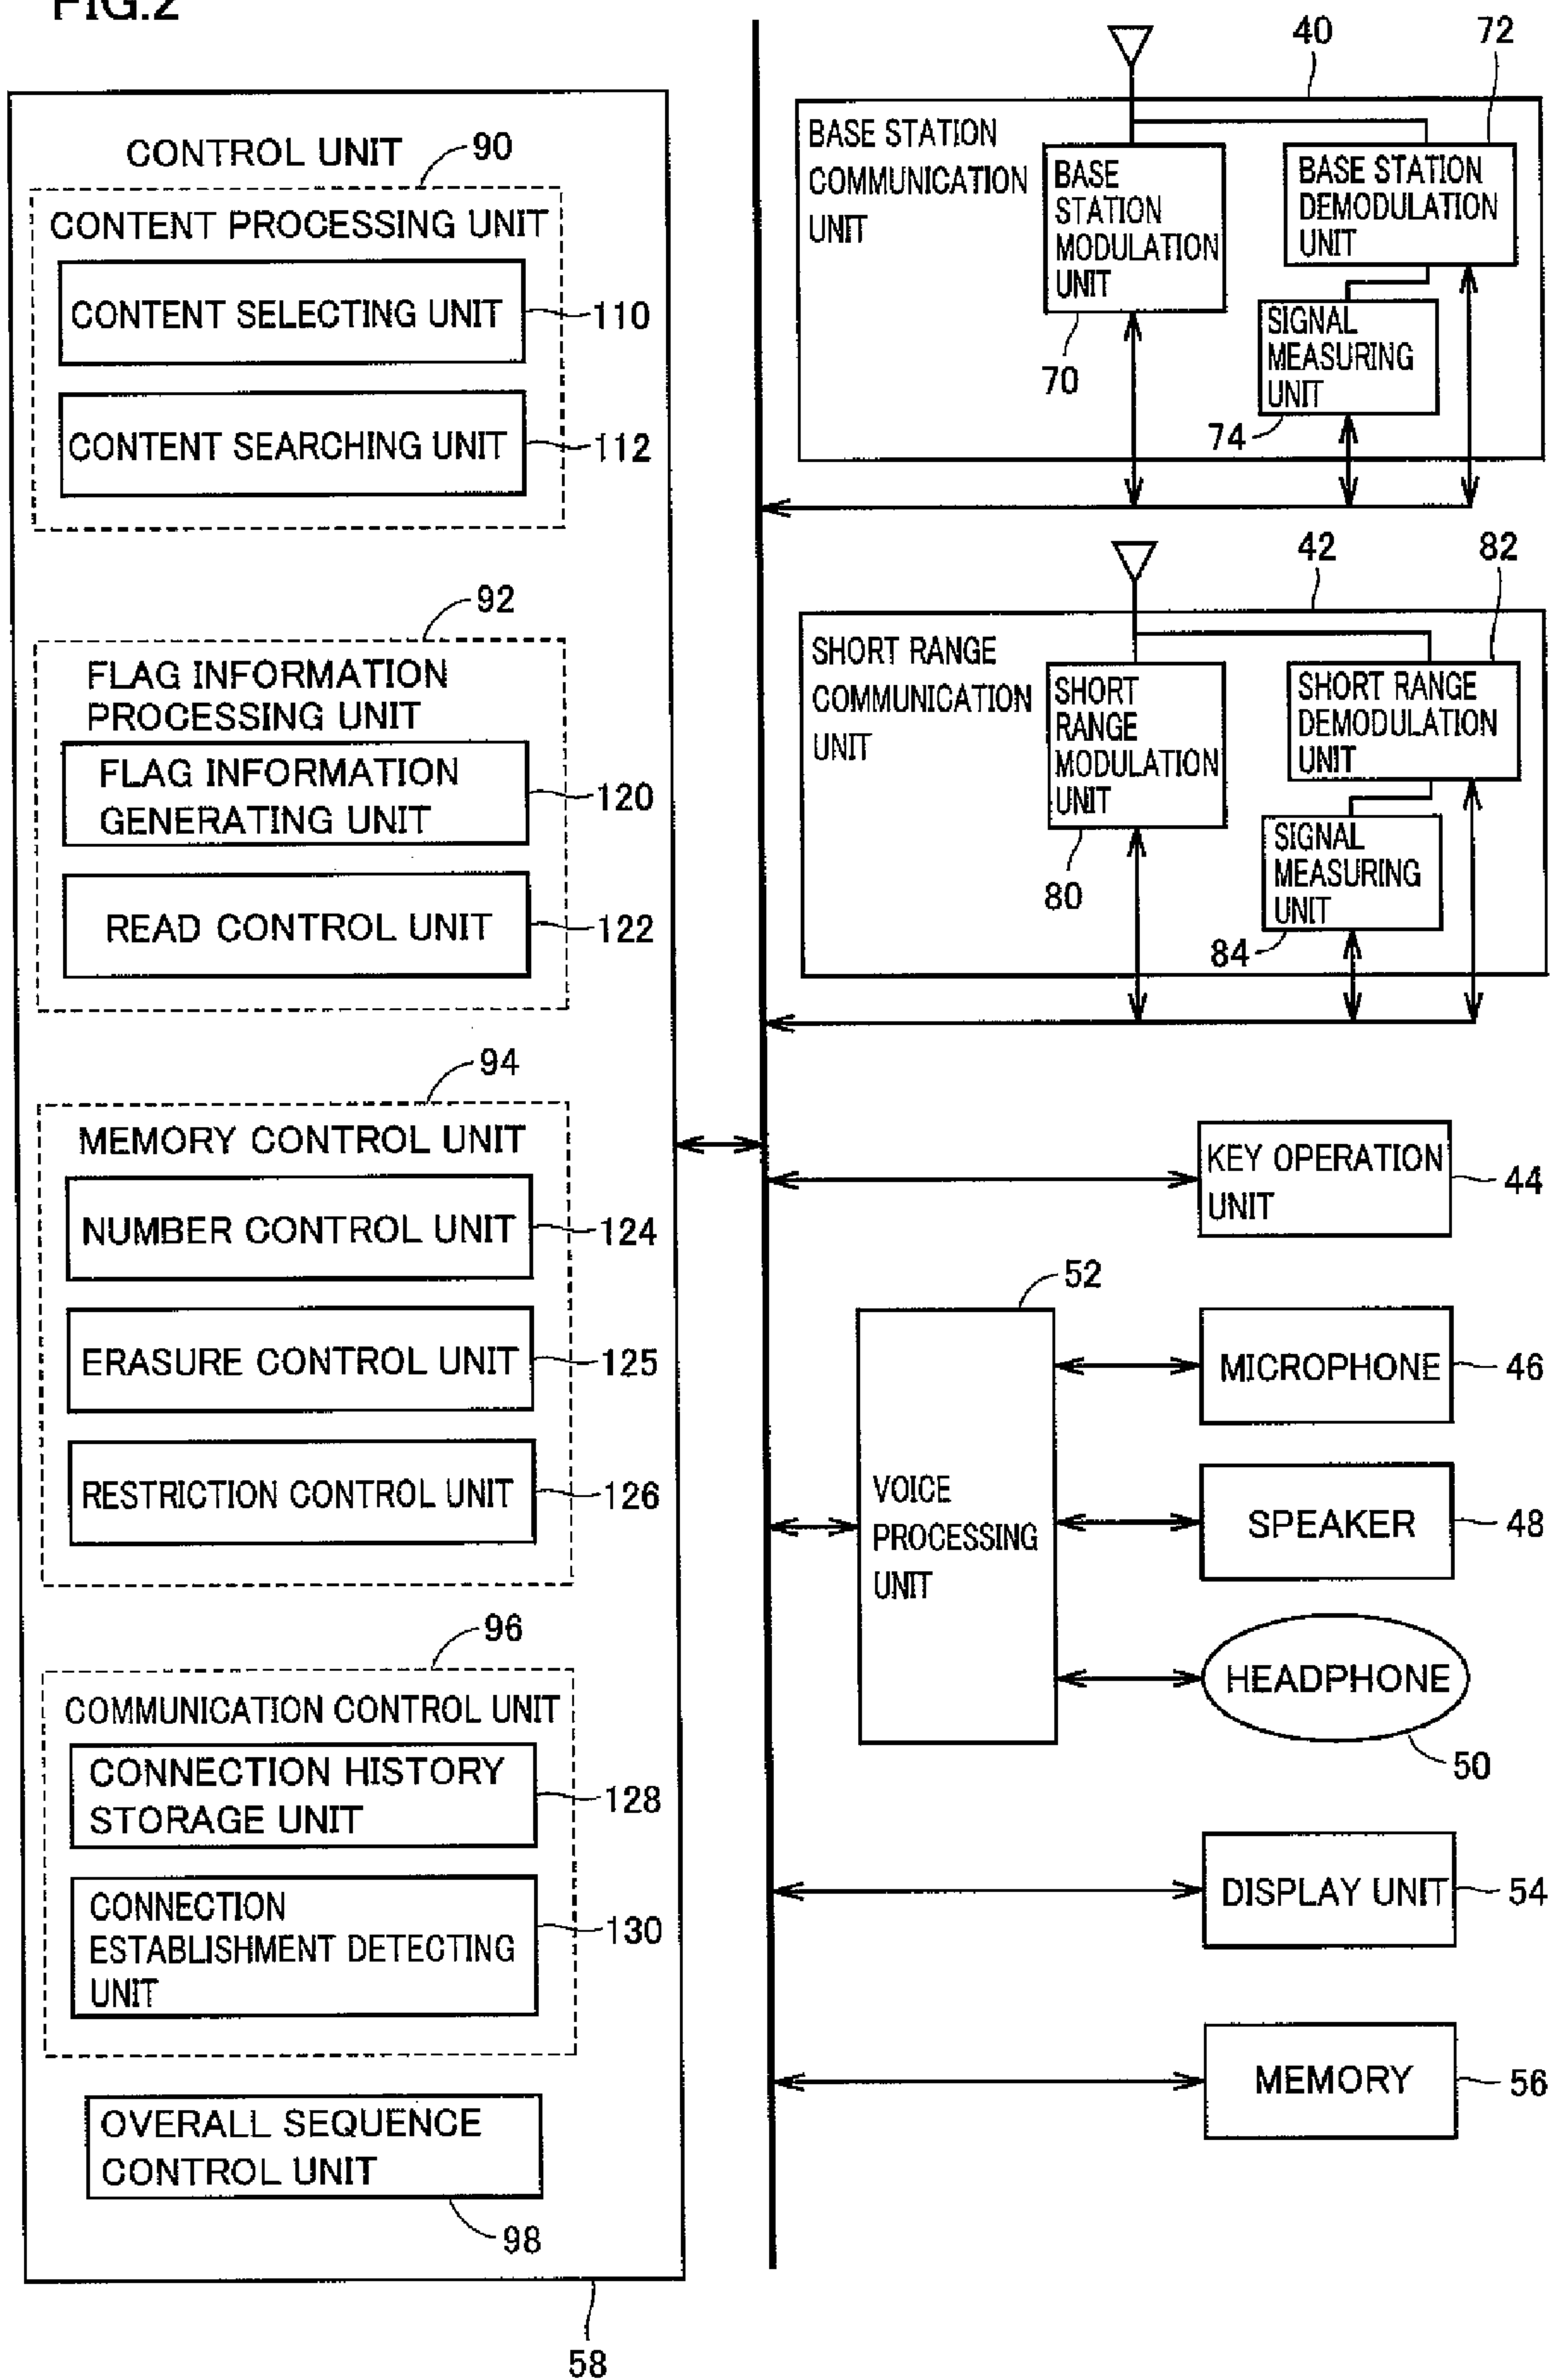 FIG.2
CONTROL UNIT
90
CONTENT PROCESSING UNIT
CONTENT SELECTING UNIT
110
CONTENT SEARCHING UNIT
112
92
FLAG INFORMATION
PROCESSING UNIT
FLAG INFORMATION
GENERATING UNIT
120
READ CONTROL UNIT
122
94
MEMORY CONTROL UNIT
NUMBER CONTROL UNIT
124
ERASURE CONTROL UNIT
125
RESTRICTION CONTROL UNIT
126
96
COMMUNICATION CONTROL UNIT
CONNECTION HISTORY
STORAGE UNIT
128
CONNECTION
ESTABLISHMENT DETECTING
UNIT
130
OVERALL SEQUENCE
CONTROL UNIT
98
58
40
72
BASE STATION
COMMUNICATION
UNIT
BASE
STATION
MODULATION
UNIT
70
BASE STATION
DEMODULATION
UNIT
SIGNAL
MEASURING
UNIT
74
42
82
SHORT RANGE
COMMUNICATION
UNIT
SHORT
RANGE
MODULATION
UNIT
80
SHORT RANGE
DEMODULATION
UNIT
SIGNAL
MEASURING
UNIT
84
KEY OPERATION
UNIT
44
52
VOICE
PROCESSING
UNIT
MICROPHONE
46
SPEAKER
48
HEADPHONE
50
DISPLAY UNIT
54
MEMORY
56